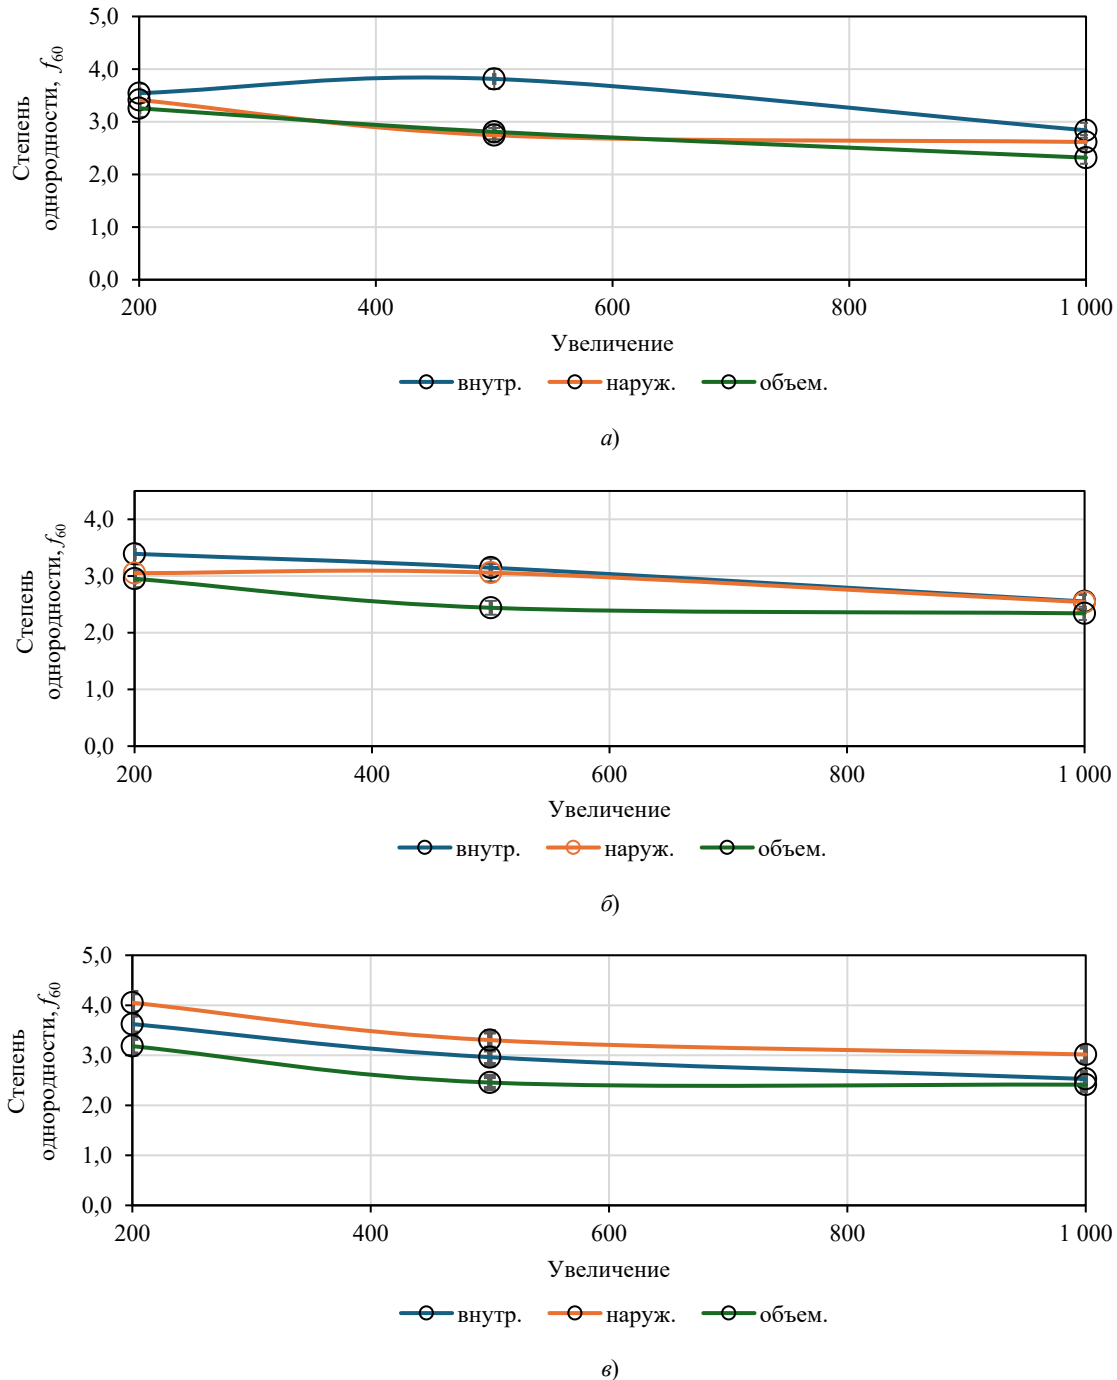 Степень
однородности, f60
5,0
4,0
3,0
2,0
1,0
0,0
200 400 600 800 1 000
Увеличение
внутр. наруж. объем.
а)
Степень
однородности, f60
4,0
3,0
2,0
1,0
0,0
200 400 600 800 1 000
Увеличение
внутр. наруж. объем.
б)
Степень
однородности, f60
5,0
4,0
3,0
2,0
1,0
0,0
200 400 600 800 1 000
Увеличение
внутр. наруж. объем.
в)